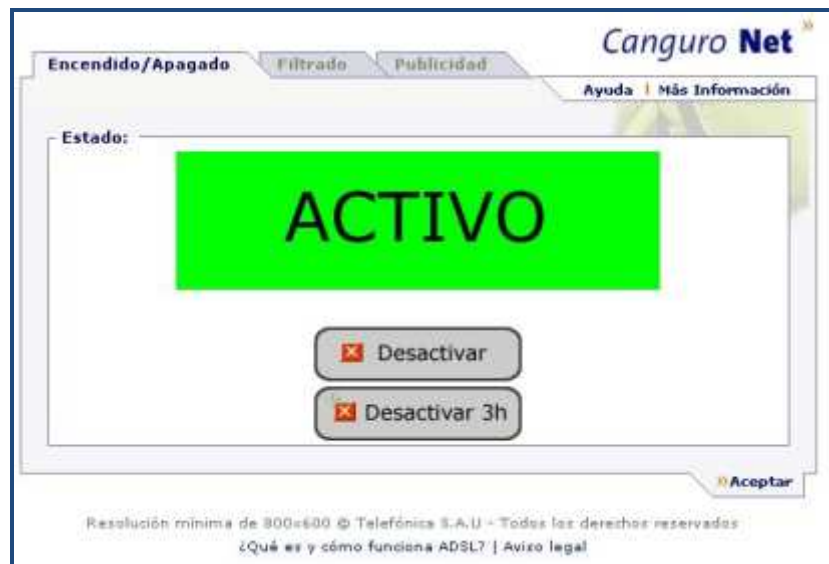 Canguro Net »
Encendido/Apagado Filtrado Publicidad
Ayuda | Más Información
Estado:
ACTIVO
Desactivar
Desactivar 3h
»Aceptar
Resolución mínima de 800x600 @ Telefónica S.A.U - Todos los derechos reservados
¿Qué es y cómo funciona ADSL? | Aviso legal